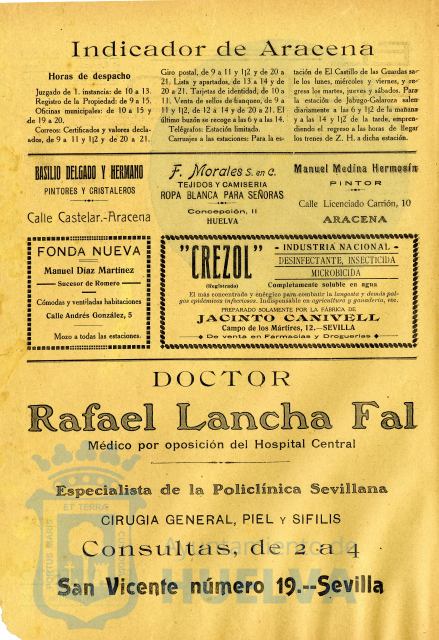 Indicador de Aracena
Horas de despacho
Juzgado de 1. instancia: de 10 a 13.
Registro de la Propiedad: de 9 a 15.
Oficinas municipales: de 10 a 15 y
de 19 a 20.
Correos: Certificados y valores decla-
ados, de 9 a 11 y 1|2 y de 20 a 21.
Giro postal, de 9 a 11 y 1|2 y de 20 a
21. Lista y apartados, de 13 a 14 y de
20 a 21. Tarjetas de identidad, de 10 a
11. Venta de sellos de franqueo, de 9 a
11 y 1|2, de 12 a 14 y de 20 a 21. El
último buzón se recoge a las 6 y a las 14.
Telégrafos: Estación limitada.
Carruajes a las estaciones: Para la es-
tación de El Castillo de las Guardas sa-
le los lunes, miércoles y viernes, y re-
gresa los martes, jueves y sábados. Para
la estación de Jabugo-Galaroza salen
diariamente a las 6 y 1|2 de la mañana
y a las 14 y 1|2 de la tarde, empren-
diendo el regreso a las horas de llegar
los trenes de Z. H. a dicha estación.
BASILIO DELGADO Y HERMANO
PINTORES Y CRISTALEROS
Calle Castelar.-Aracena
F. Morales S. en C.
TEJIDOS Y CAMISERIA
ROPA BLANCA PARA SEÑORAS
Concepción, 11
HUELVA
Manuel Medina Hermosín
PINTOR
Calle Licenciado Carrión, 10
ARACENA
FONDA NUEVA
Manuel Díaz Martínez
Sucesor de Romero
Cómodas y ventiladas habitaciones
Calle Andrés González, 5
Mozo a todas las estaciones
"CREZOL"
(Registrada)
- INDUSTRIA NACIONAL -
DESINFECTANTE, INSECTICIDA
MICROBICIDA
Completamente soluble en agua
El más concentrado y enérgico para combatir la langosta y demás pol-
gas epidémicas infecciosas. Indispensable en agricultura y ganadería, etc.
PREPARADO SOLAMENTE POR LA FÁBRICA DE
JACINTO CANIVELL
Campo de los Mártires, 12.—SEVILLA
De venta en Farmacias y Droguerías
DOCTOR
Rafael Lancha Fal
Médico por oposición del Hospital Central
Especialista de la Policlínica Sevillana
CIRUGIA GENERAL, PIEL Y SIFILIS
Consultas, de 2 a 4
San Vicente número 19.--Sevilla
ET TERRÆ
PORTUS MARIS
CUSTODIA
Ayuntamiento de
HUELVA